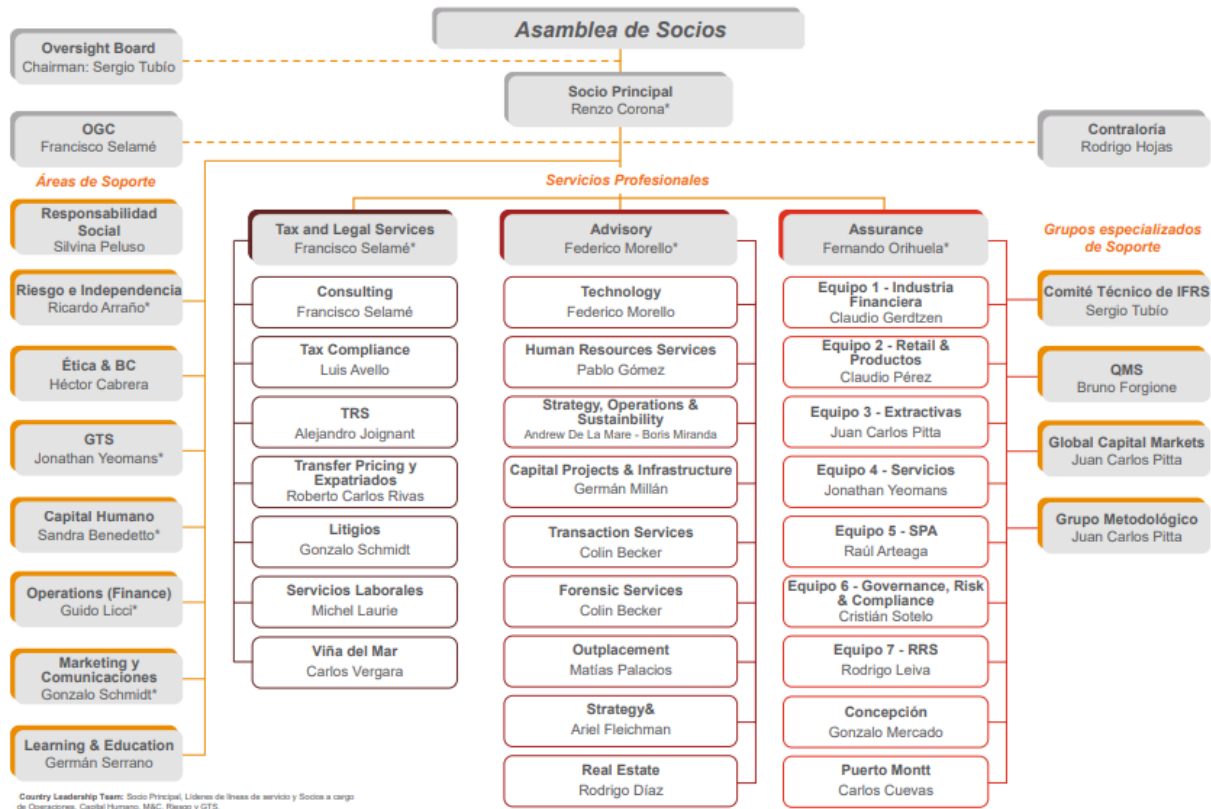 Asamblea de Socios
Oversight Board
Chairman: Sergio Tubío
Socio Principal
Renzo Corona*
OGC
Francisco Selamé
Contraloría
Rodrigo Hojas
Áreas de Soporte
Responsabilidad
Social
Silvina Peluso
Riesgo e Independencia
Ricardo Arraño*
Ética & BC
Héctor Cabrera
GTS
Jonathan Yeomans*
Capital Humano
Sandra Benedetto*
Operations (Finance)
Guido Licci*
Marketing y
Comunicaciones
Gonzalo Schmidt*
Learning & Education
Germán Serrano
Servicios Profesionales
Tax and Legal Services
Francisco Selamé*
Consulting
Francisco Selamé
Tax Compliance
Luis Avello
TRS
Alejandro Joignant
Transfer Pricing y
Expatriados
Roberto Carlos Rivas
Litigios
Gonzalo Schmidt
Servicios Laborales
Michel Laurie
Viña del Mar
Carlos Vergara
Advisory
Federico Morello*
Technology
Federico Morello
Human Resources Services
Pablo Gómez
Strategy, Operations &
Sustainbility
Andrew De La Mare - Boris Miranda
Capital Projects & Infrastructure
Germán Millán
Transaction Services
Colin Becker
Forensic Services
Colin Becker
Outplacement
Matías Palacios
Strategy&
Ariel Fleichman
Real Estate
Rodrigo Díaz
Assurance
Fernando Orihuela*
Equipo 1 - Industria
Financiera
Claudio Gerdtzen
Equipo 2 - Retail &
Productos
Claudio Pérez
Equipo 3 - Extractivas
Juan Carlos Pitta
Equipo 4 - Servicios
Jonathan Yeomans
Equipo 5 - SPA
Raúl Arteaga
Equipo 6 - Governance, Risk
& Compliance
Cristián Sotelo
Equipo 7 - RRS
Rodrigo Leiva
Concepción
Gonzalo Mercado
Puerto Montt
Carlos Cuevas
Grupos especializados
de Soporte
Comité Técnico de IFRS
Sergio Tubío
QMS
Bruno Forgione
Global Capital Markets
Juan Carlos Pitta
Grupo Metodológico
Juan Carlos Pitta
Country Leadership Team: Socio Principal, Líderes de líneas de servicio y Socios a cargo
de Operaciones, Capital Humano, M&C, Riesgo y GTS.